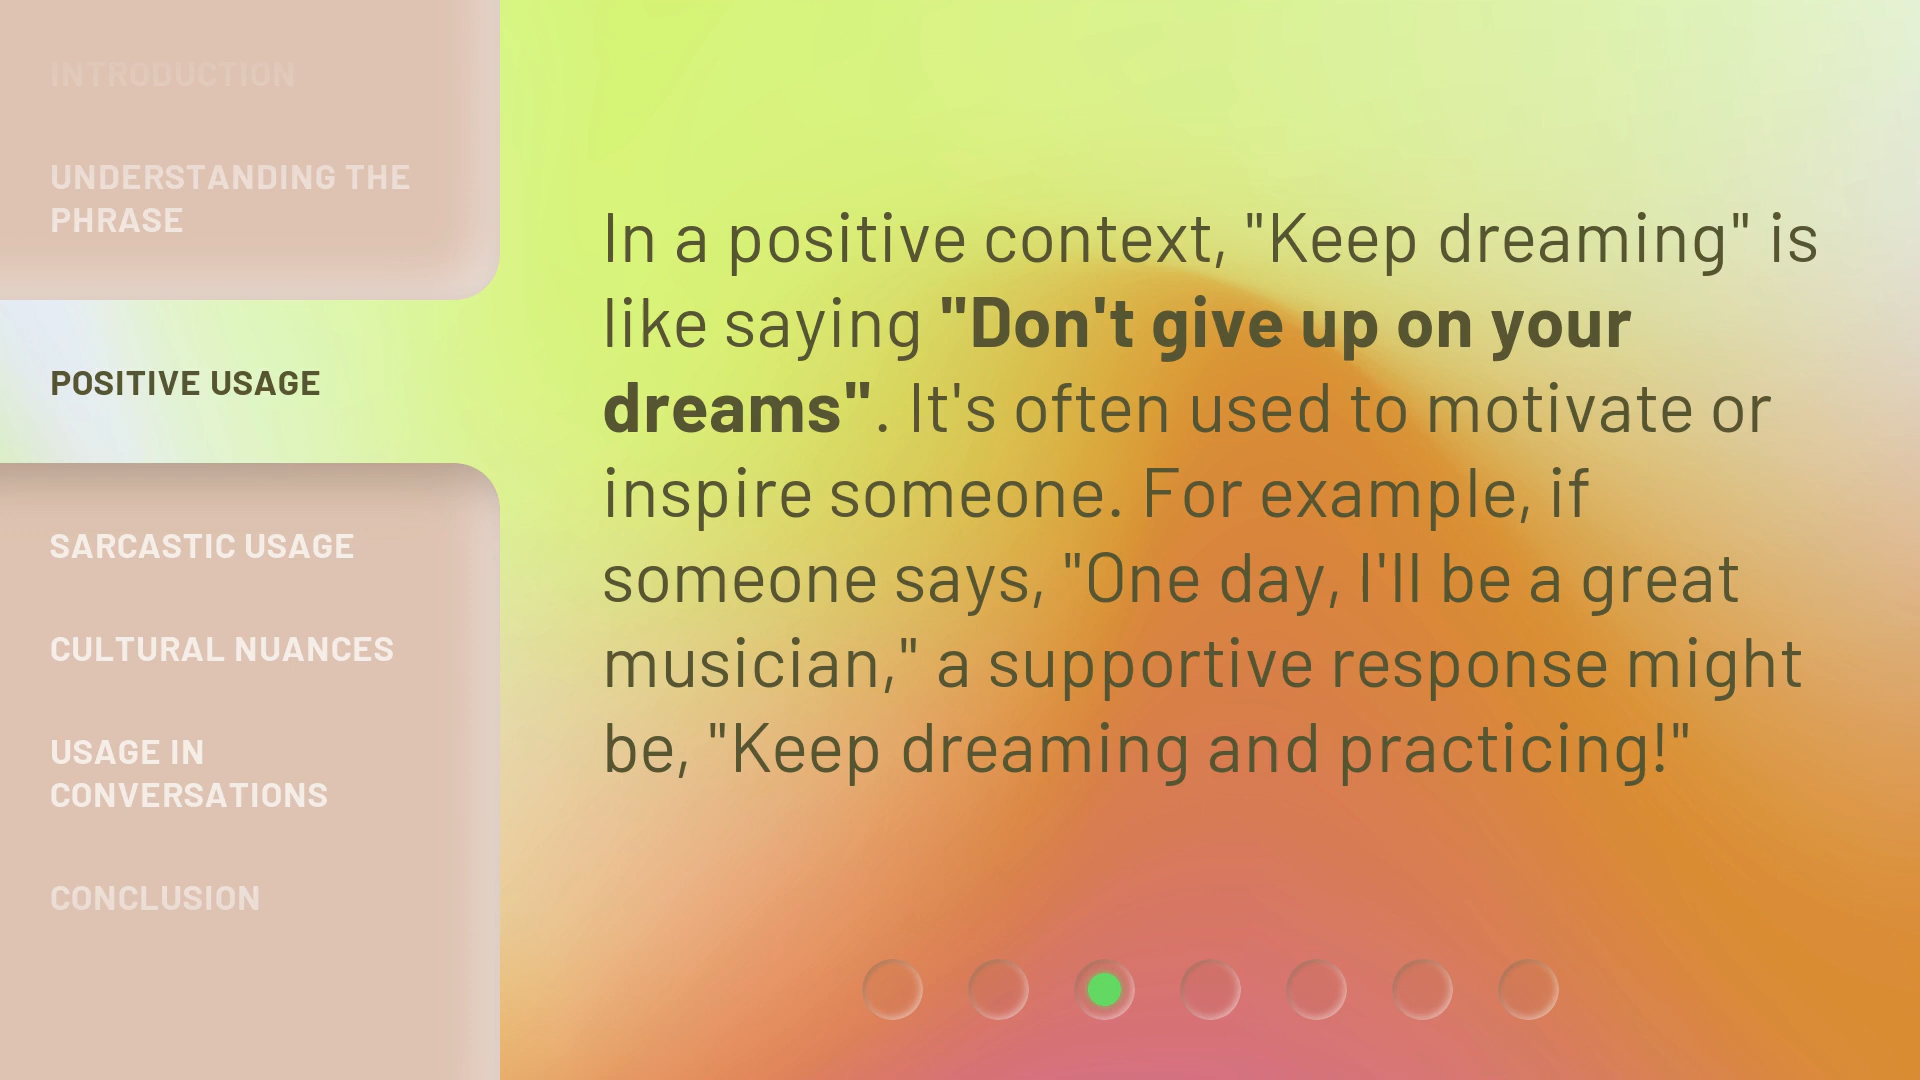 INTRODUCTION
UNDERSTANDING THE
PHRASE
POSITIVE USAGE
SARCASTIC USAGE
CULTURAL NUANCES
USAGE IN
CONVERSATIONS
CONCLUSION
In a positive context, "Keep dreaming" is
like saying "Don't give up on your
dreams". It's often used to motivate or
inspire someone. For example, if
someone says, "One day, I'll be a great
musician," a supportive response might
be, "Keep dreaming and practicing!"